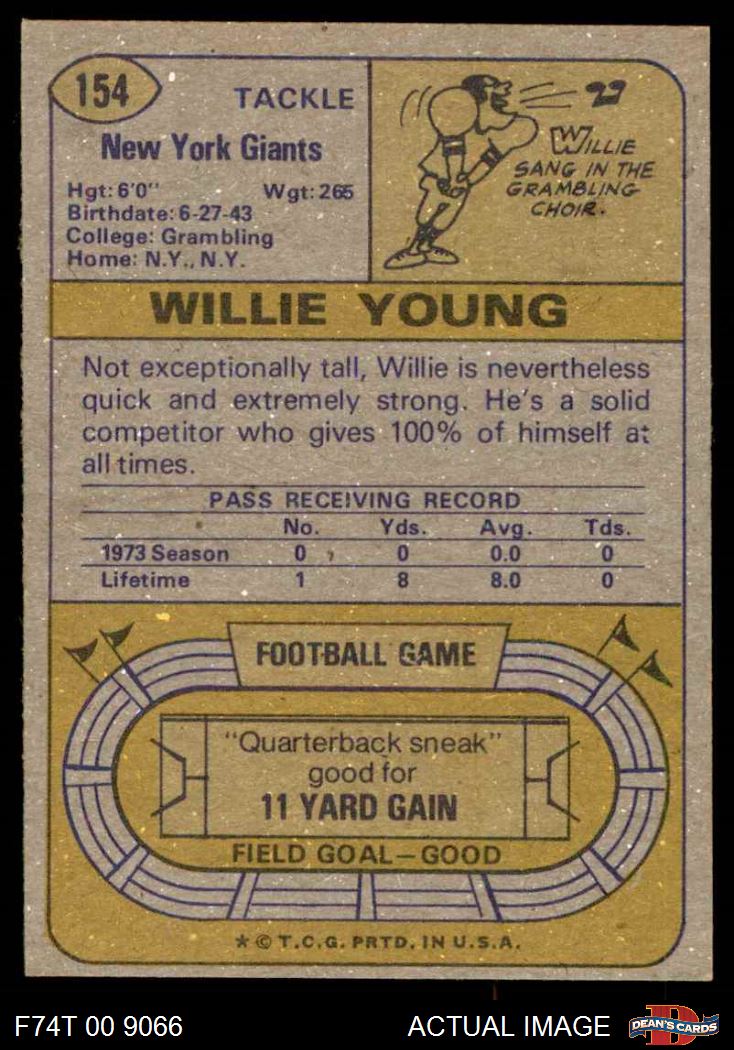 154
TACKLE
New York Giants
Hgt: 6'0" Wgt: 265
Birthdate: 6-27-43
College: Grambling
Home: N.Y., N.Y.
WILLIE
SANG IN THE
GRAMBLING
CHOIR.
WILLIE YOUNG
Not exceptionally tall, Willie is nevertheless
quick and extremely strong. He's a solid
competitor who gives 100% of himself at
all times.
PASS RECEIVING RECORD
No. Yds. Avg. Tds.
1973 Season 0 0 0.0 0
Lifetime 1 8 8.0 0
FOOTBALL GAME
"Quarterback sneak"
good for
11 YARD GAIN
FIELD GOAL—GOOD
★ © T.C.G. PRTD. IN U.S.A.
F74T 00 9066 ACTUAL IMAGE
D
DEAN'S CARDS